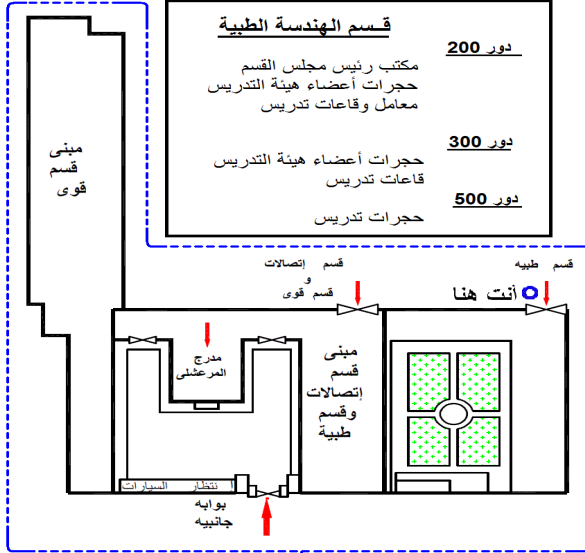 قسم الهندسة الطبية
دور 200
مكتب رئيس مجلس القسم
حجرات أعضاء هيئة التدريس
معامل وقاعات تدريس
دور 300
حجرات أعضاء هيئة التدريس
قاعات تدريس
دور 500
حجرات تدريس
مبنى
قسم
قوى
قسم إتصالات
و
قسم قوى
قسم طبيه
أنت هنا
مدرج
المرعشلى
مبنى
قسم
إتصالات
وقسم
طبية
انتظار السيارات
بوابه
جانبيه